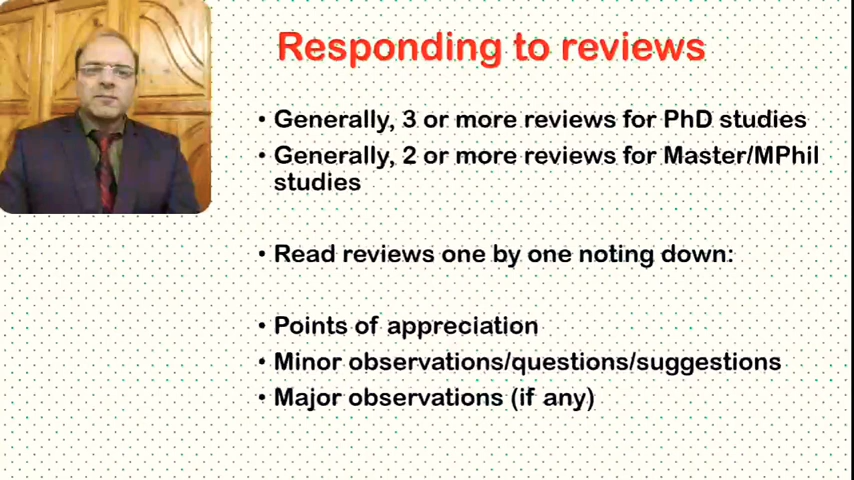 Responding to reviews
• Generally, 3 or more reviews for PhD studies
• Generally, 2 or more reviews for Master/MPhil
studies
• Read reviews one by one noting down:
• Points of appreciation
• Minor observations/questions/suggestions
• Major observations (if any)